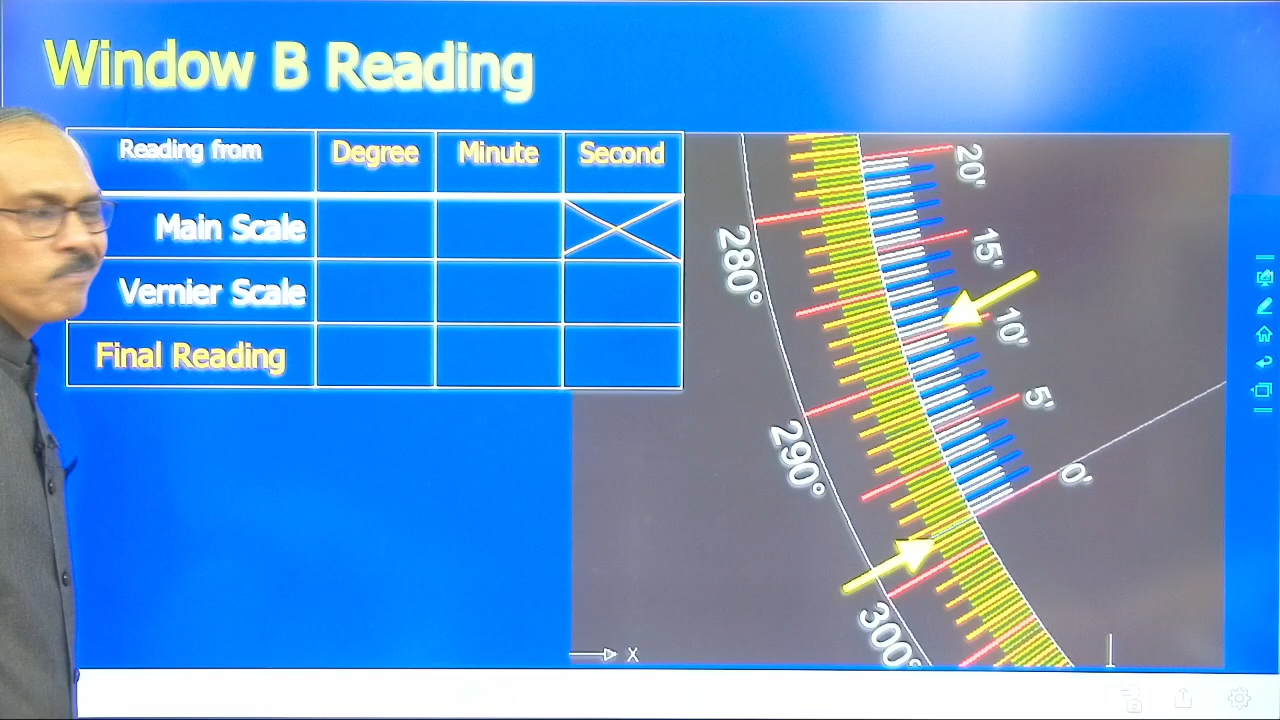 Window B Reading
Reading from Degree Minute Second
Main Scale
Vernier Scale
Final Reading
20'
15'
10'
5'
0'
280°
290°
300°
X